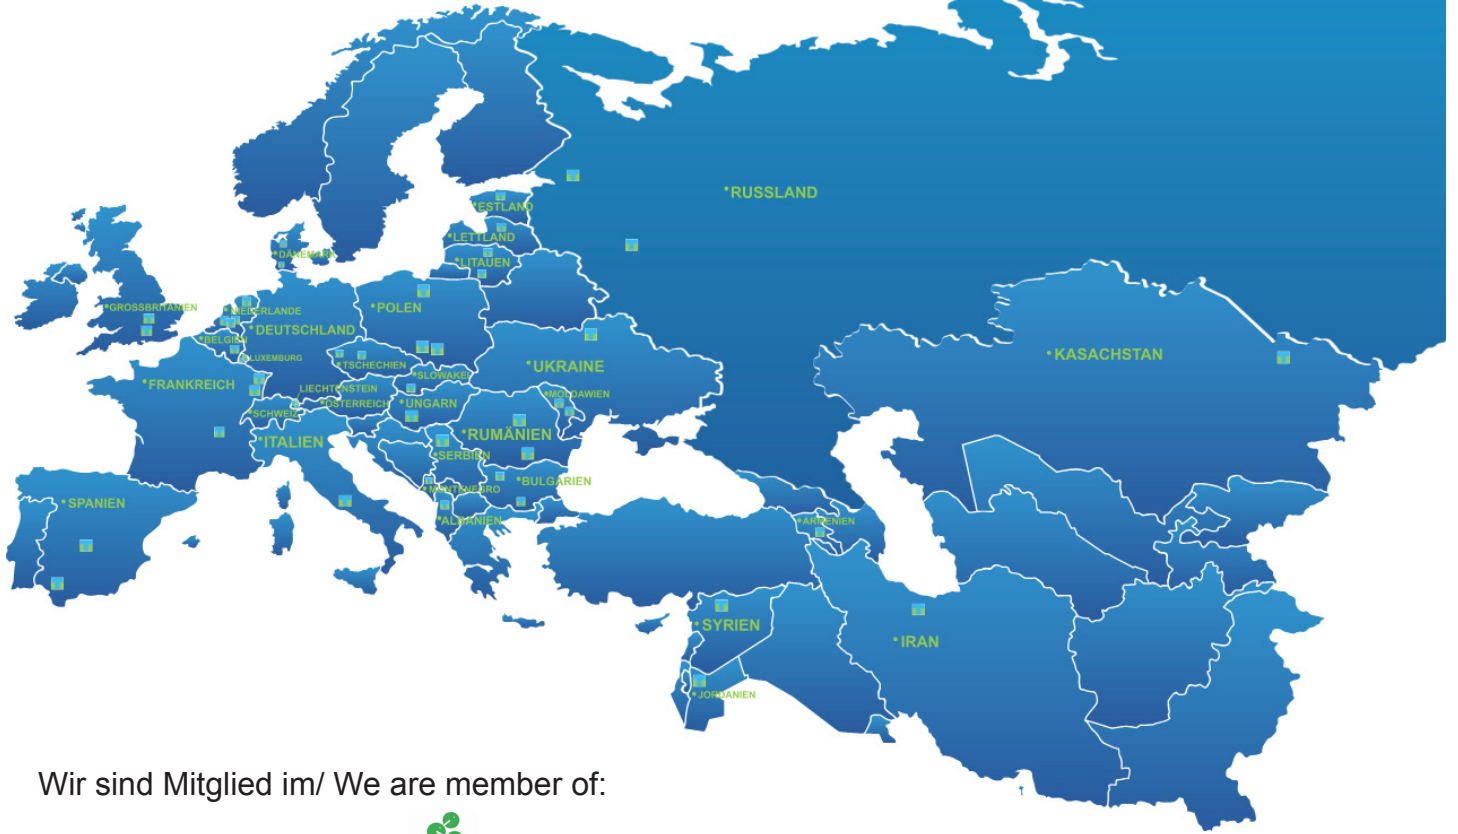 •RUSSLAND
•ESTLAND
•LETTLAND
•DÄNEMARK
•LITAUEN
•GROSSBRITANIEN
•NIEDERLANDE
•POLEN
•DEUTSCHLAND
•BELGIEN
•LUXEMBURG
•KASACHSTAN
•TSCHECHIEN
•UKRAINE
•SLOWAKEI
•FRANKREICH
LIECHTENSTEIN
•MOLDAWIEN
•ÖSTERREICH
•UNGARN
•SCHWEIZ
•RUMÄNIEN
•ITALIEN
•SERBIEN
•BULGARIEN
•MONTENEGRO
•SPANIEN
•ALBANIEN
•ARMENIEN
•SYRIEN
•IRAN
•JORDANIEN
Wir sind Mitglied im/ We are member of: